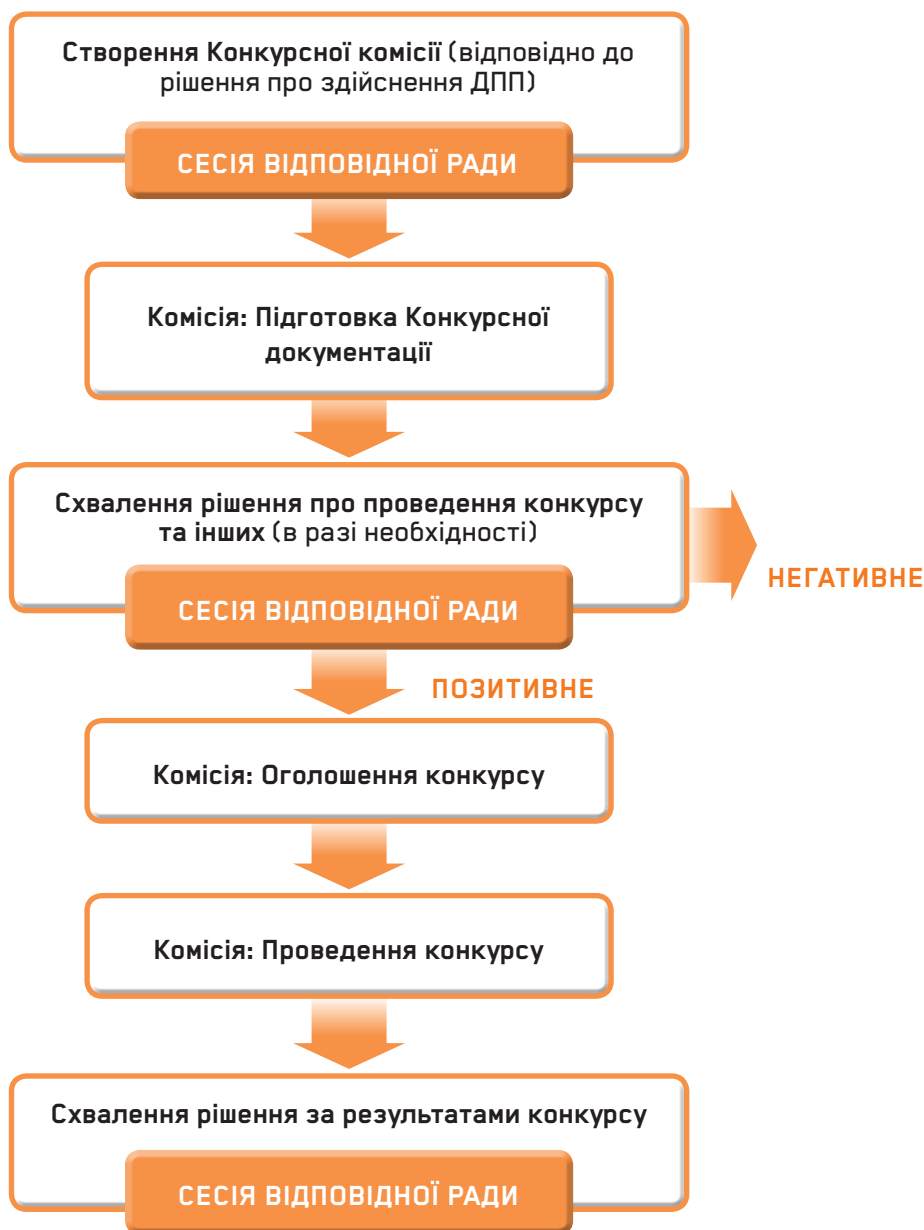 Створення Конкурсної комісії (відповідно до
рішення про здійснення ДПП)
СЕСІЯ ВІДПОВІДНОЇ РАДИ
Комісія: Підготовка Конкурсної
документації
Схвалення рішення про проведення конкурсу
та інших (в разі необхідності)
НЕГАТИВНЕ
СЕСІЯ ВІДПОВІДНОЇ РАДИ
ПОЗИТИВНЕ
Комісія: Оголошення конкурсу
Комісія: Проведення конкурсу
Схвалення рішення за результатами конкурсу
СЕСІЯ ВІДПОВІДНОЇ РАДИ